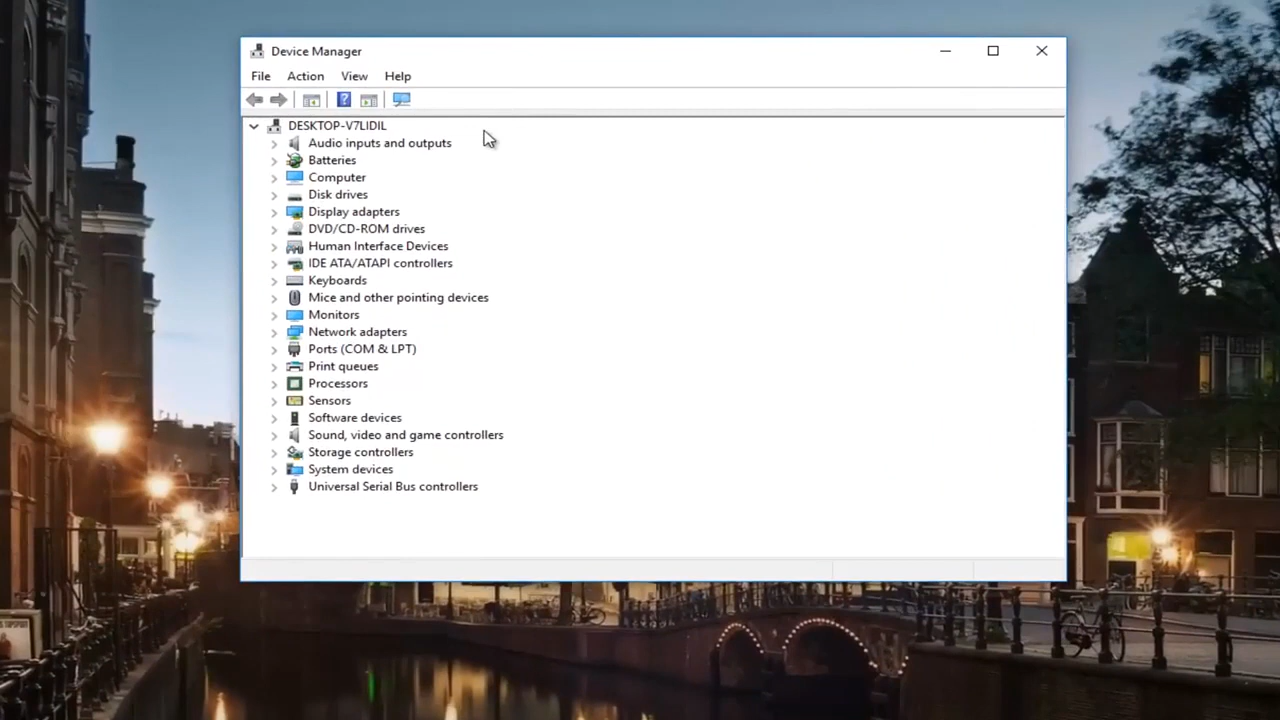 Device Manager
File Action View Help
DESKTOP-V7LIDIL
Audio inputs and outputs
Batteries
Computer
Disk drives
Display adapters
DVD/CD-ROM drives
Human Interface Devices
IDE ATA/ATAPI controllers
Keyboards
Mice and other pointing devices
Monitors
Network adapters
Ports (COM & LPT)
Print queues
Processors
Sensors
Software devices
Sound, video and game controllers
Storage controllers
System devices
Universal Serial Bus controllers